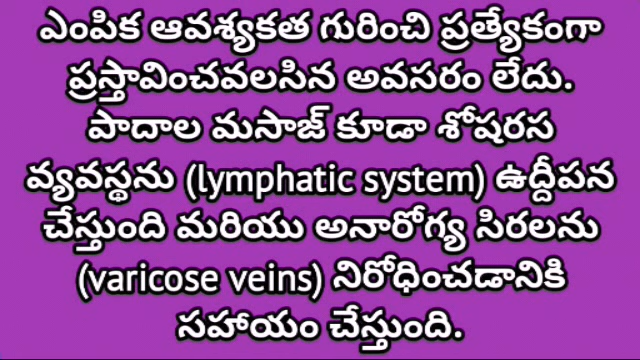 ఎంపిక ఆవశ్యకత గురించి ప్రత్యేకంగా
ప్రస్తావించవలసిన అవసరం లేదు.
పాదాల మసాజ్ కూడా శోషరస
వ్యవస్థను (lymphatic system) ఉద్దీపన
చేస్తుంది మరియు అనారోగ్య సిరలను
(varicose veins) నిరోధించడానికి
సహాయం చేస్తుంది.